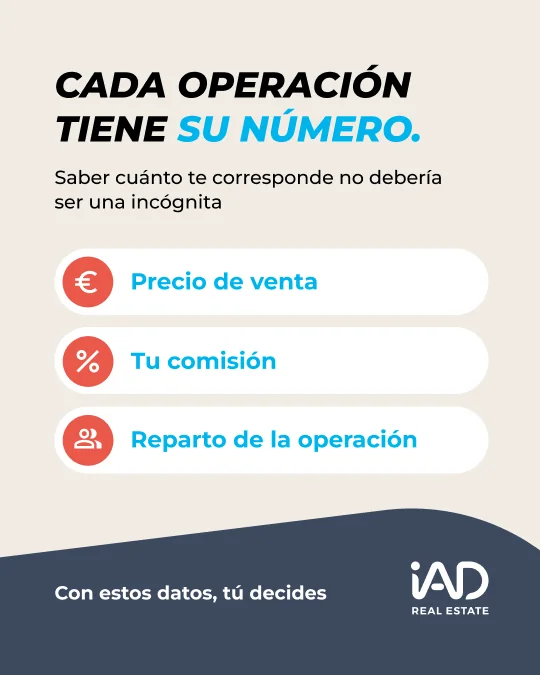 CADA OPERACIÓN
TIENE SU NÚMERO.
Saber cuánto te corresponde no debería
ser una incógnita
€ Precio de venta
% Tu comisión
Reparto de la operación
Con estos datos, tú decides
iAD
REAL ESTATE